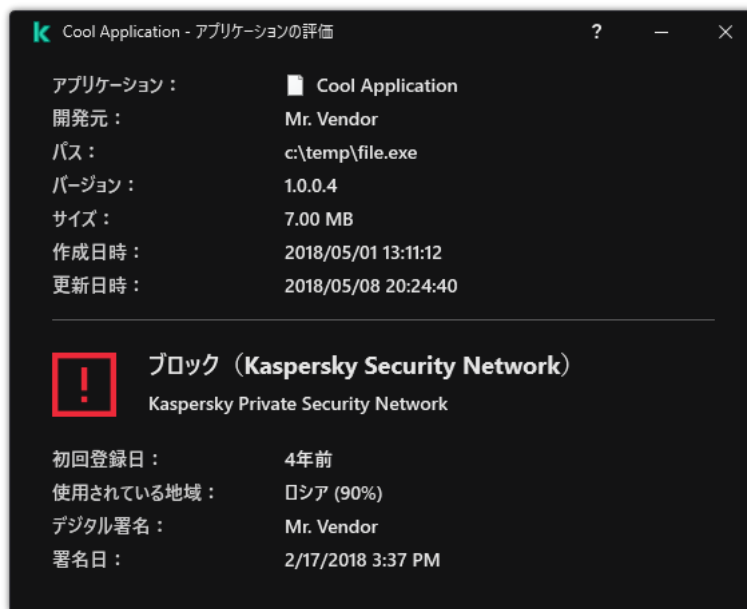 Cool Application - アプリケーションの評価
アプリケーション： Cool Application
開発元： Mr. Vendor
パス： c:\temp\file.exe
バージョン： 1.0.0.4
サイズ： 7.00 MB
作成日時： 2018/05/01 13:11:12
更新日時： 2018/05/08 20:24:40
ブロック（Kaspersky Security Network）
Kaspersky Private Security Network
初回登録日： 4年前
使用されている地域： ロシア (90%)
デジタル署名： Mr. Vendor
署名日： 2/17/2018 3:37 PM